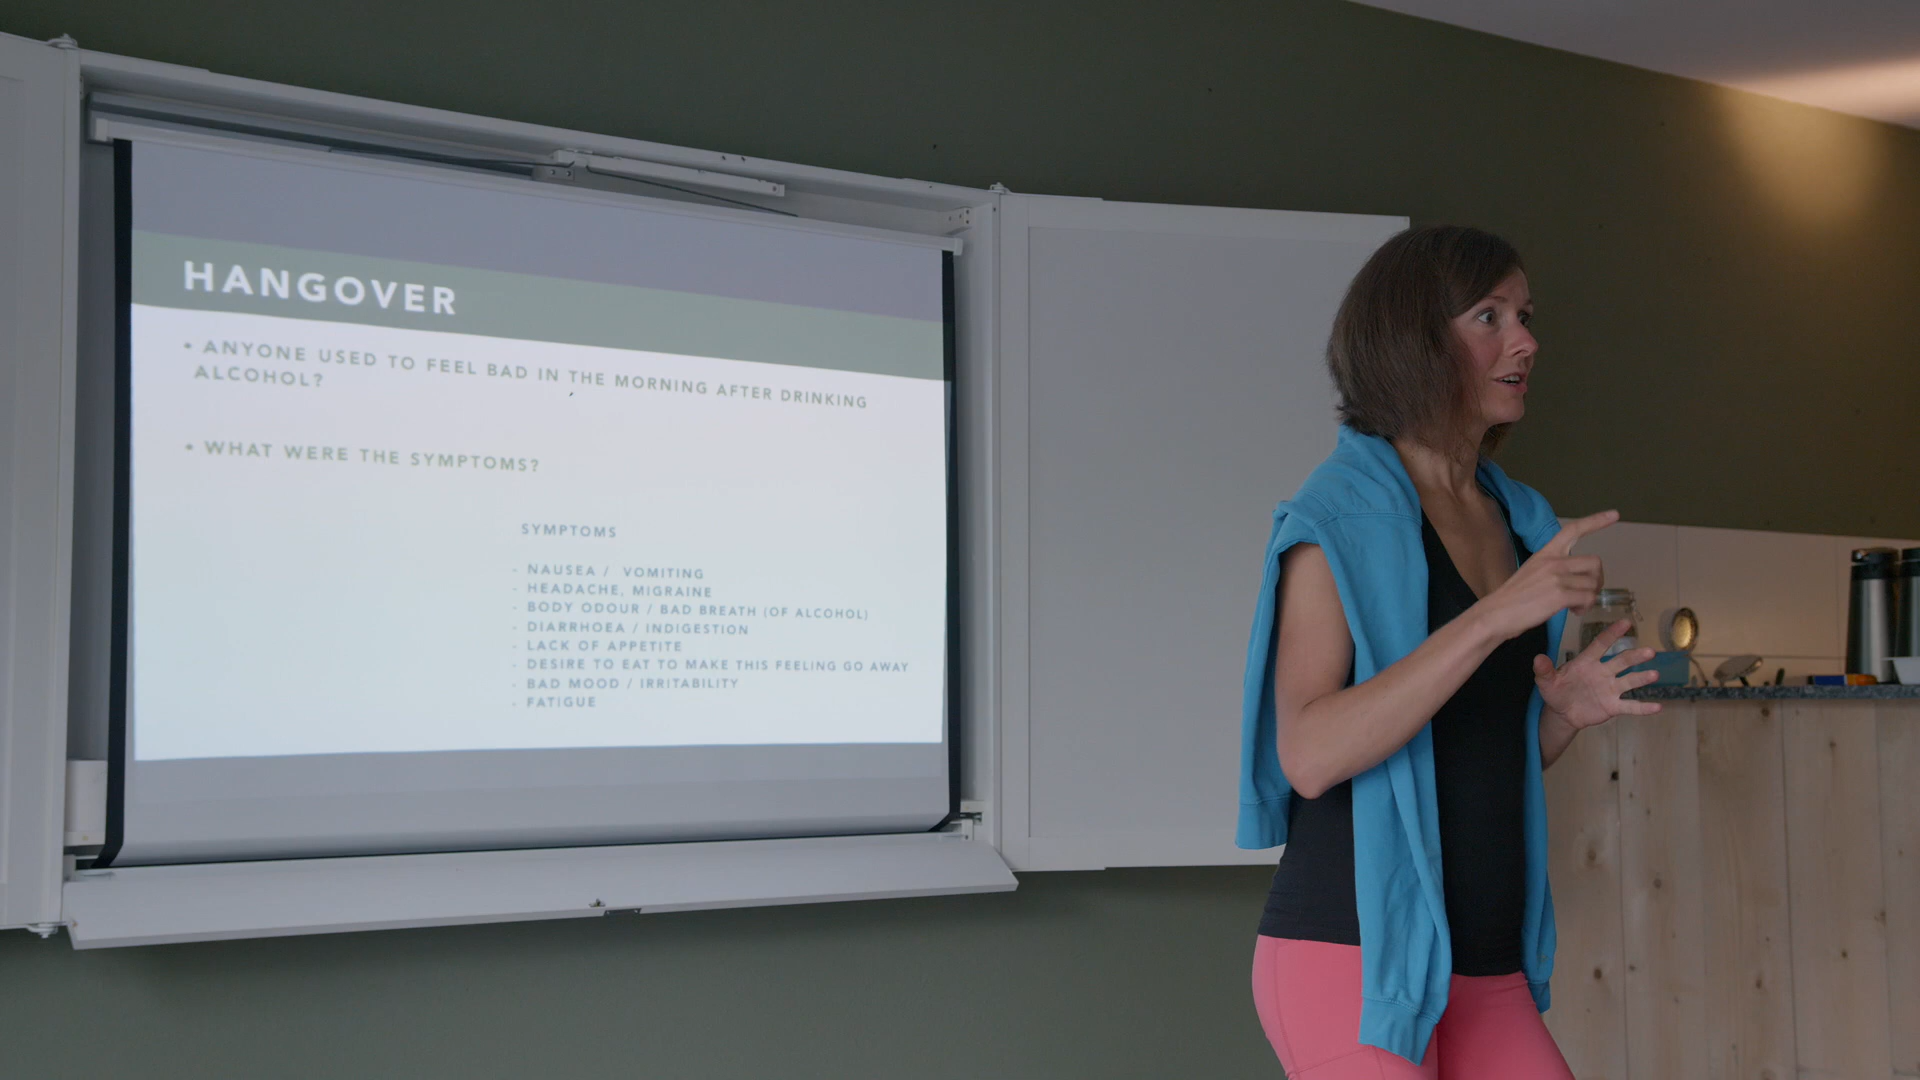 HANGOVER
• ANYONE USED TO FEEL BAD IN THE MORNING AFTER DRINKING
ALCOHOL?
• WHAT WERE THE SYMPTOMS?
SYMPTOMS
- NAUSEA / VOMITING
- HEADACHE, MIGRAINE
- BODY ODOUR / BAD BREATH (OF ALCOHOL)
- DIARRHOEA / INDIGESTION
- LACK OF APPETITE
- DESIRE TO EAT TO MAKE THIS FEELING GO AWAY
- BAD MOOD / IRRITABILITY
- FATIGUE